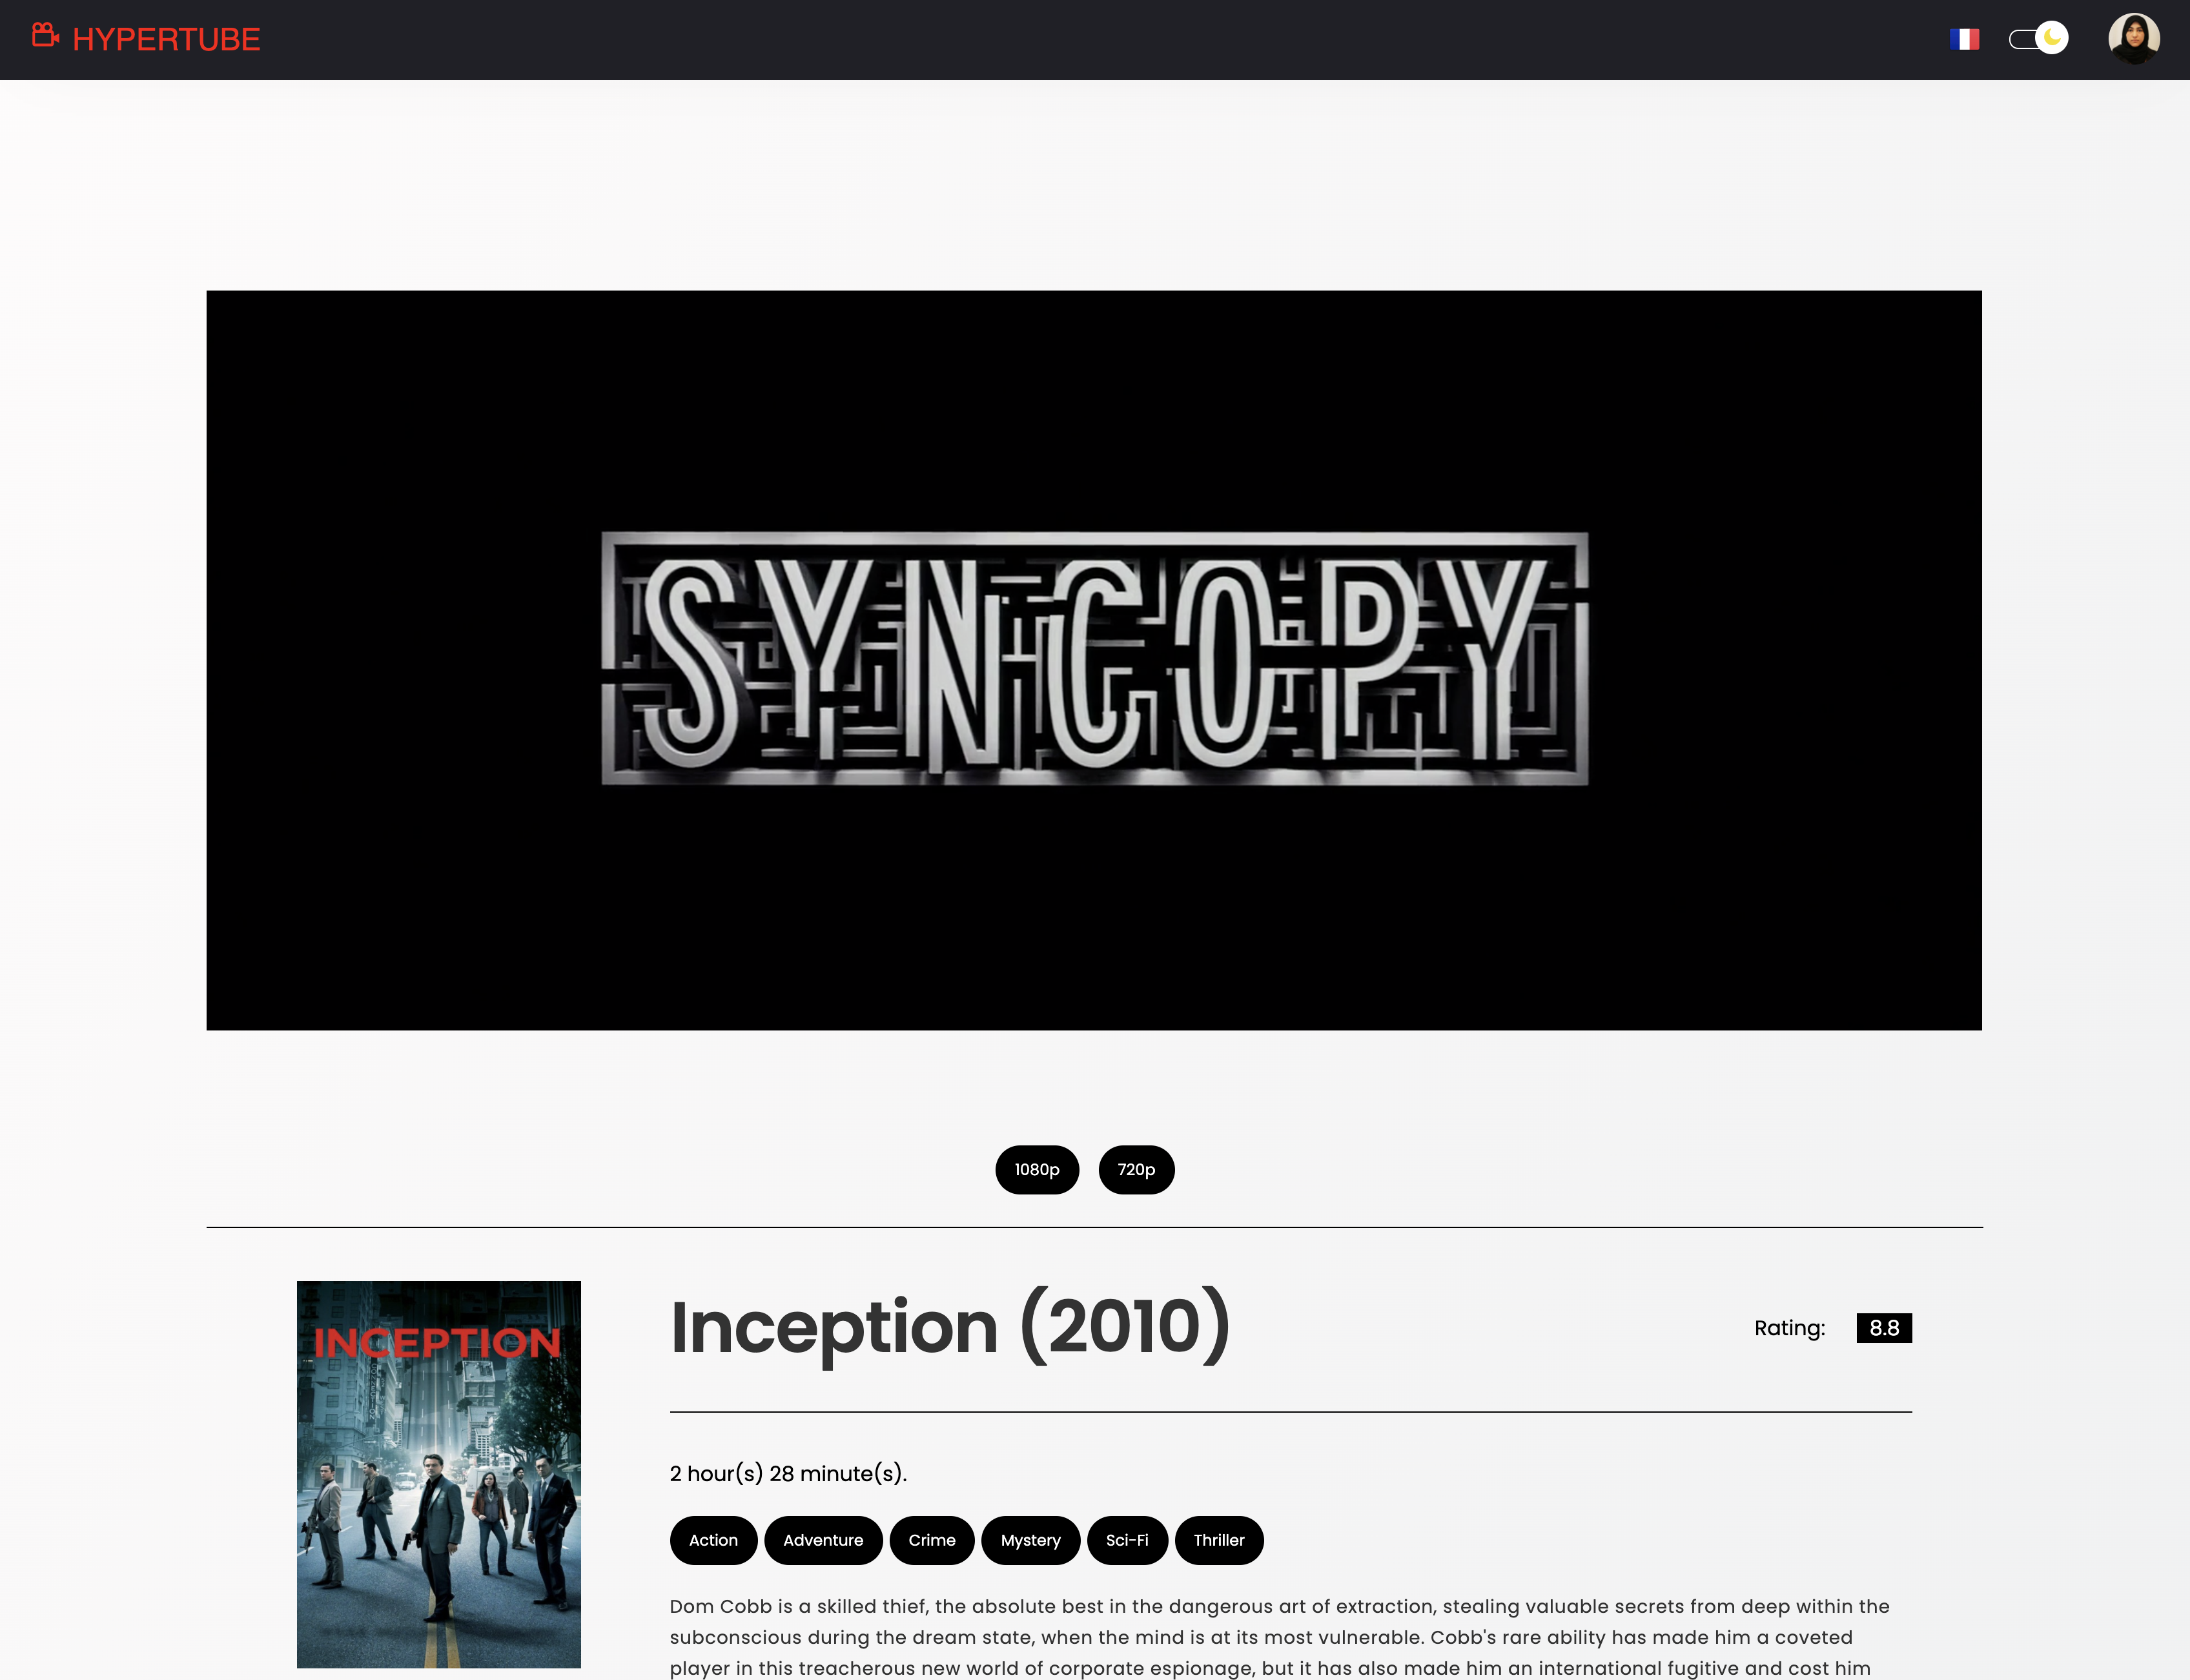 HYPERTUBE
SYNCOPY
1080p 720p
INCEPTION
Inception (2010)
Rating: 8.8
2 hour(s) 28 minute(s).
Action Adventure Crime Mystery Sci-Fi Thriller
Dom Cobb is a skilled thief, the absolute best in the dangerous art of extraction, stealing valuable secrets from deep within the
subconscious during the dream state, when the mind is at its most vulnerable. Cobb's rare ability has made him a coveted
player in this treacherous new world of corporate espionage, but it has also made him an international fugitive and cost him